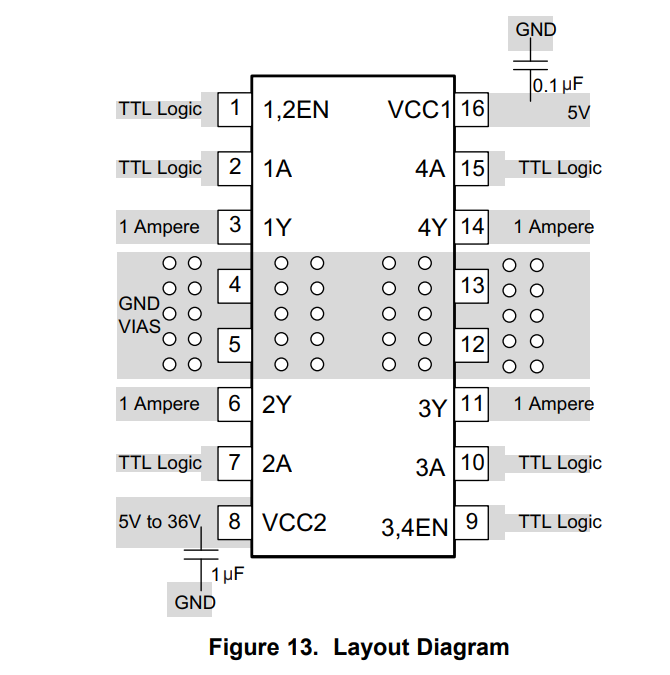 GND
0.1 µF
TTL Logic 1 1,2EN VCC1 16 5V
TTL Logic 2 1A 4A 15 TTL Logic
1 Ampere 3 1Y 4Y 14 1 Ampere
4 13
GND
VIAS
5 12
1 Ampere 6 2Y 3Y 11 1 Ampere
TTL Logic 7 2A 3A 10 TTL Logic
5V to 36V 8 VCC2 3,4EN 9 TTL Logic
1 µF
GND
Figure 13. Layout Diagram